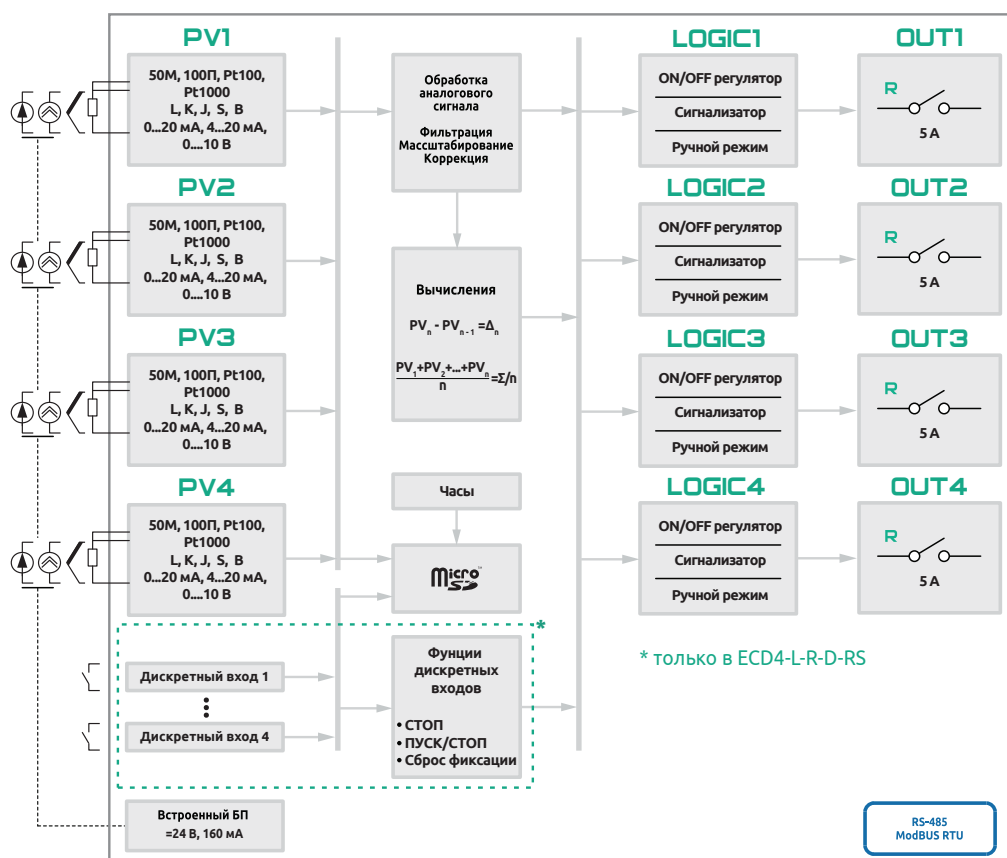 PV1
50М, 100П, Pt100,
Pt1000
L, K, J, S, B
0...20 мА, 4...20 мА,
0....10 В
PV2
50М, 100П, Pt100,
Pt1000
L, K, J, S, B
0...20 мА, 4...20 мА,
0....10 В
PV3
50М, 100П, Pt100,
Pt1000
L, K, J, S, B
0...20 мА, 4...20 мА,
0....10 В
PV4
50М, 100П, Pt100,
Pt1000
L, K, J, S, B
0...20 мА, 4...20 мА,
0....10 В
Дискретный вход 1
Дискретный вход 4
Встроенный БП
=24 В, 160 мА
Обработка
аналогового
сигнала
Фильтрация
Массштабирование
Коррекция
Вычисления
PVn - PVn-1 =Δn
PV1+PV2+...+PVn
n
=Σ/n
Часы
Micro SD
*
Фунции
дискретных
входов
• СТОП
• ПУСК/СТОП
• Сброс фиксации
LOGIC1
ON/OFF регулятор
Сигнализатор
Ручной режим
LOGIC2
ON/OFF регулятор
Сигнализатор
Ручной режим
LOGIC3
ON/OFF регулятор
Сигнализатор
Ручной режим
LOGIC4
ON/OFF регулятор
Сигнализатор
Ручной режим
OUT1
R
5 А
OUT2
R
5 А
OUT3
R
5 А
OUT4
R
5 А
* только в ECD4-L-R-D-RS
RS-485
ModBUS RTU